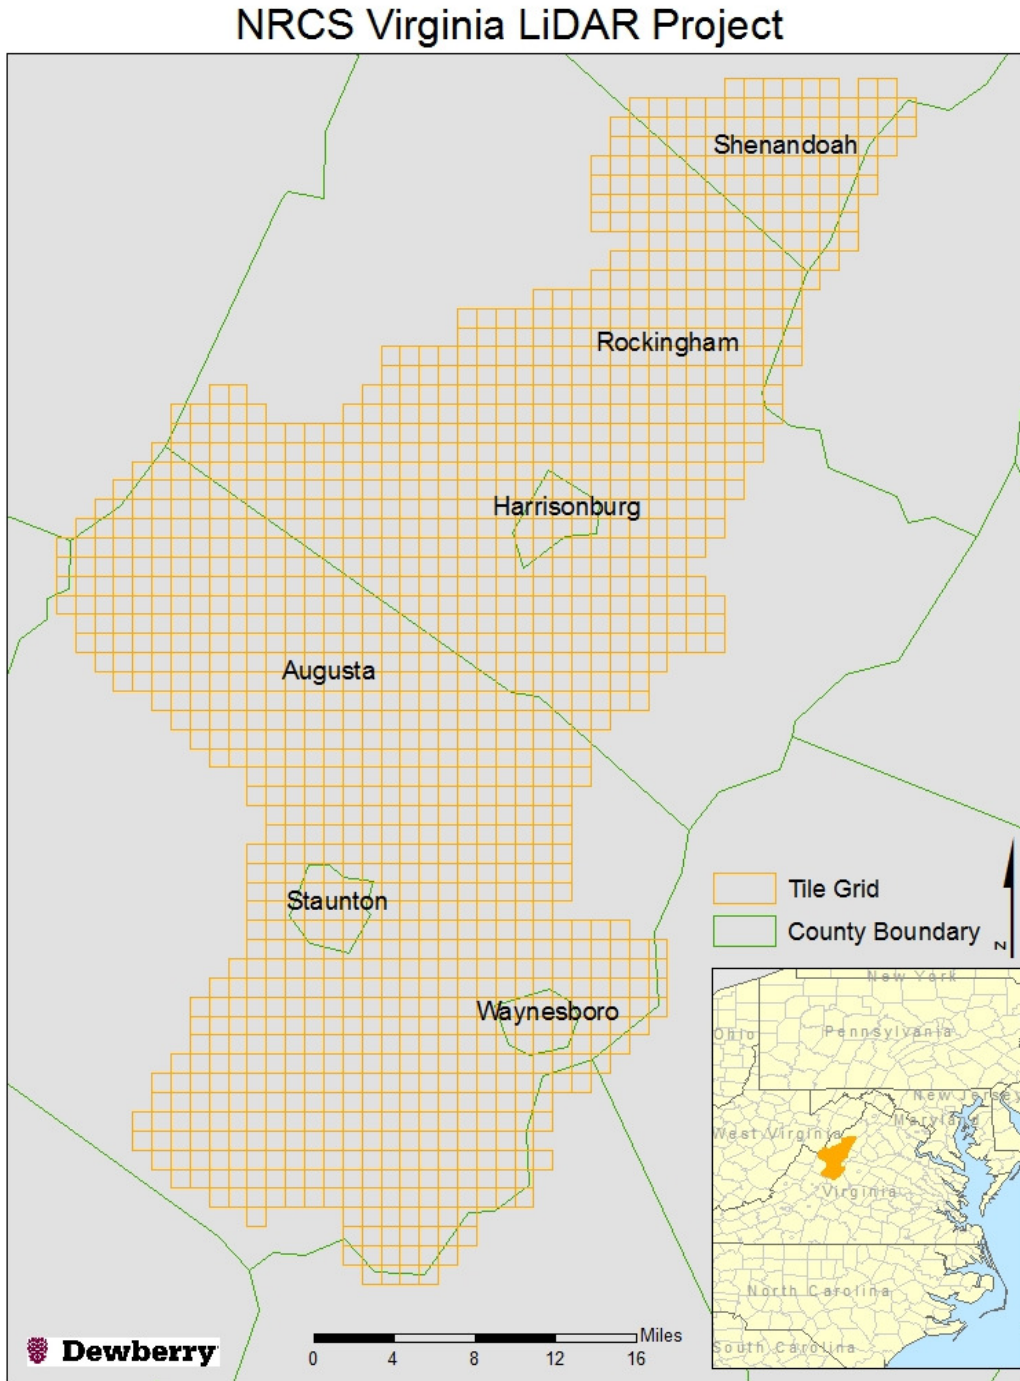 NRCS Virginia LiDAR Project
Shenandoah
Rockingham
Harrisonburg
Augusta
Staunton
Waynesboro
Tile Grid
County Boundary
N
New York
Ohio
Pennsylvania
New Jersey
Maryland
West Virginia
Virginia
North Carolina
South Carolina
Dewberry
Miles
0 4 8 12 16